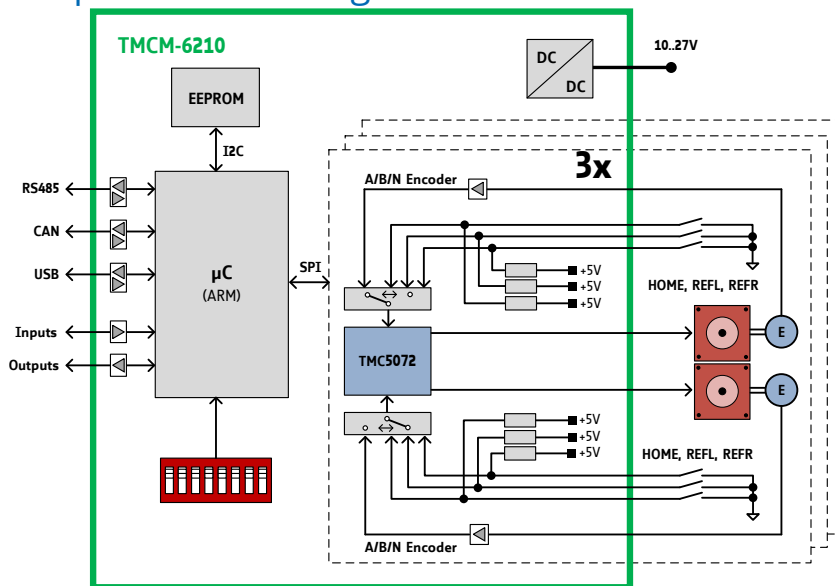 TMCM-6210
DC
DC
10..27V
EEPROM
I2C
3x
A/B/N Encoder
RS485
CAN
USB
Inputs
Outputs
µC
(ARM)
SPI
+5V
+5V
+5V
HOME, REFL, REFR
TMC5072
E
E
+5V
+5V
+5V
HOME, REFL, REFR
A/B/N Encoder